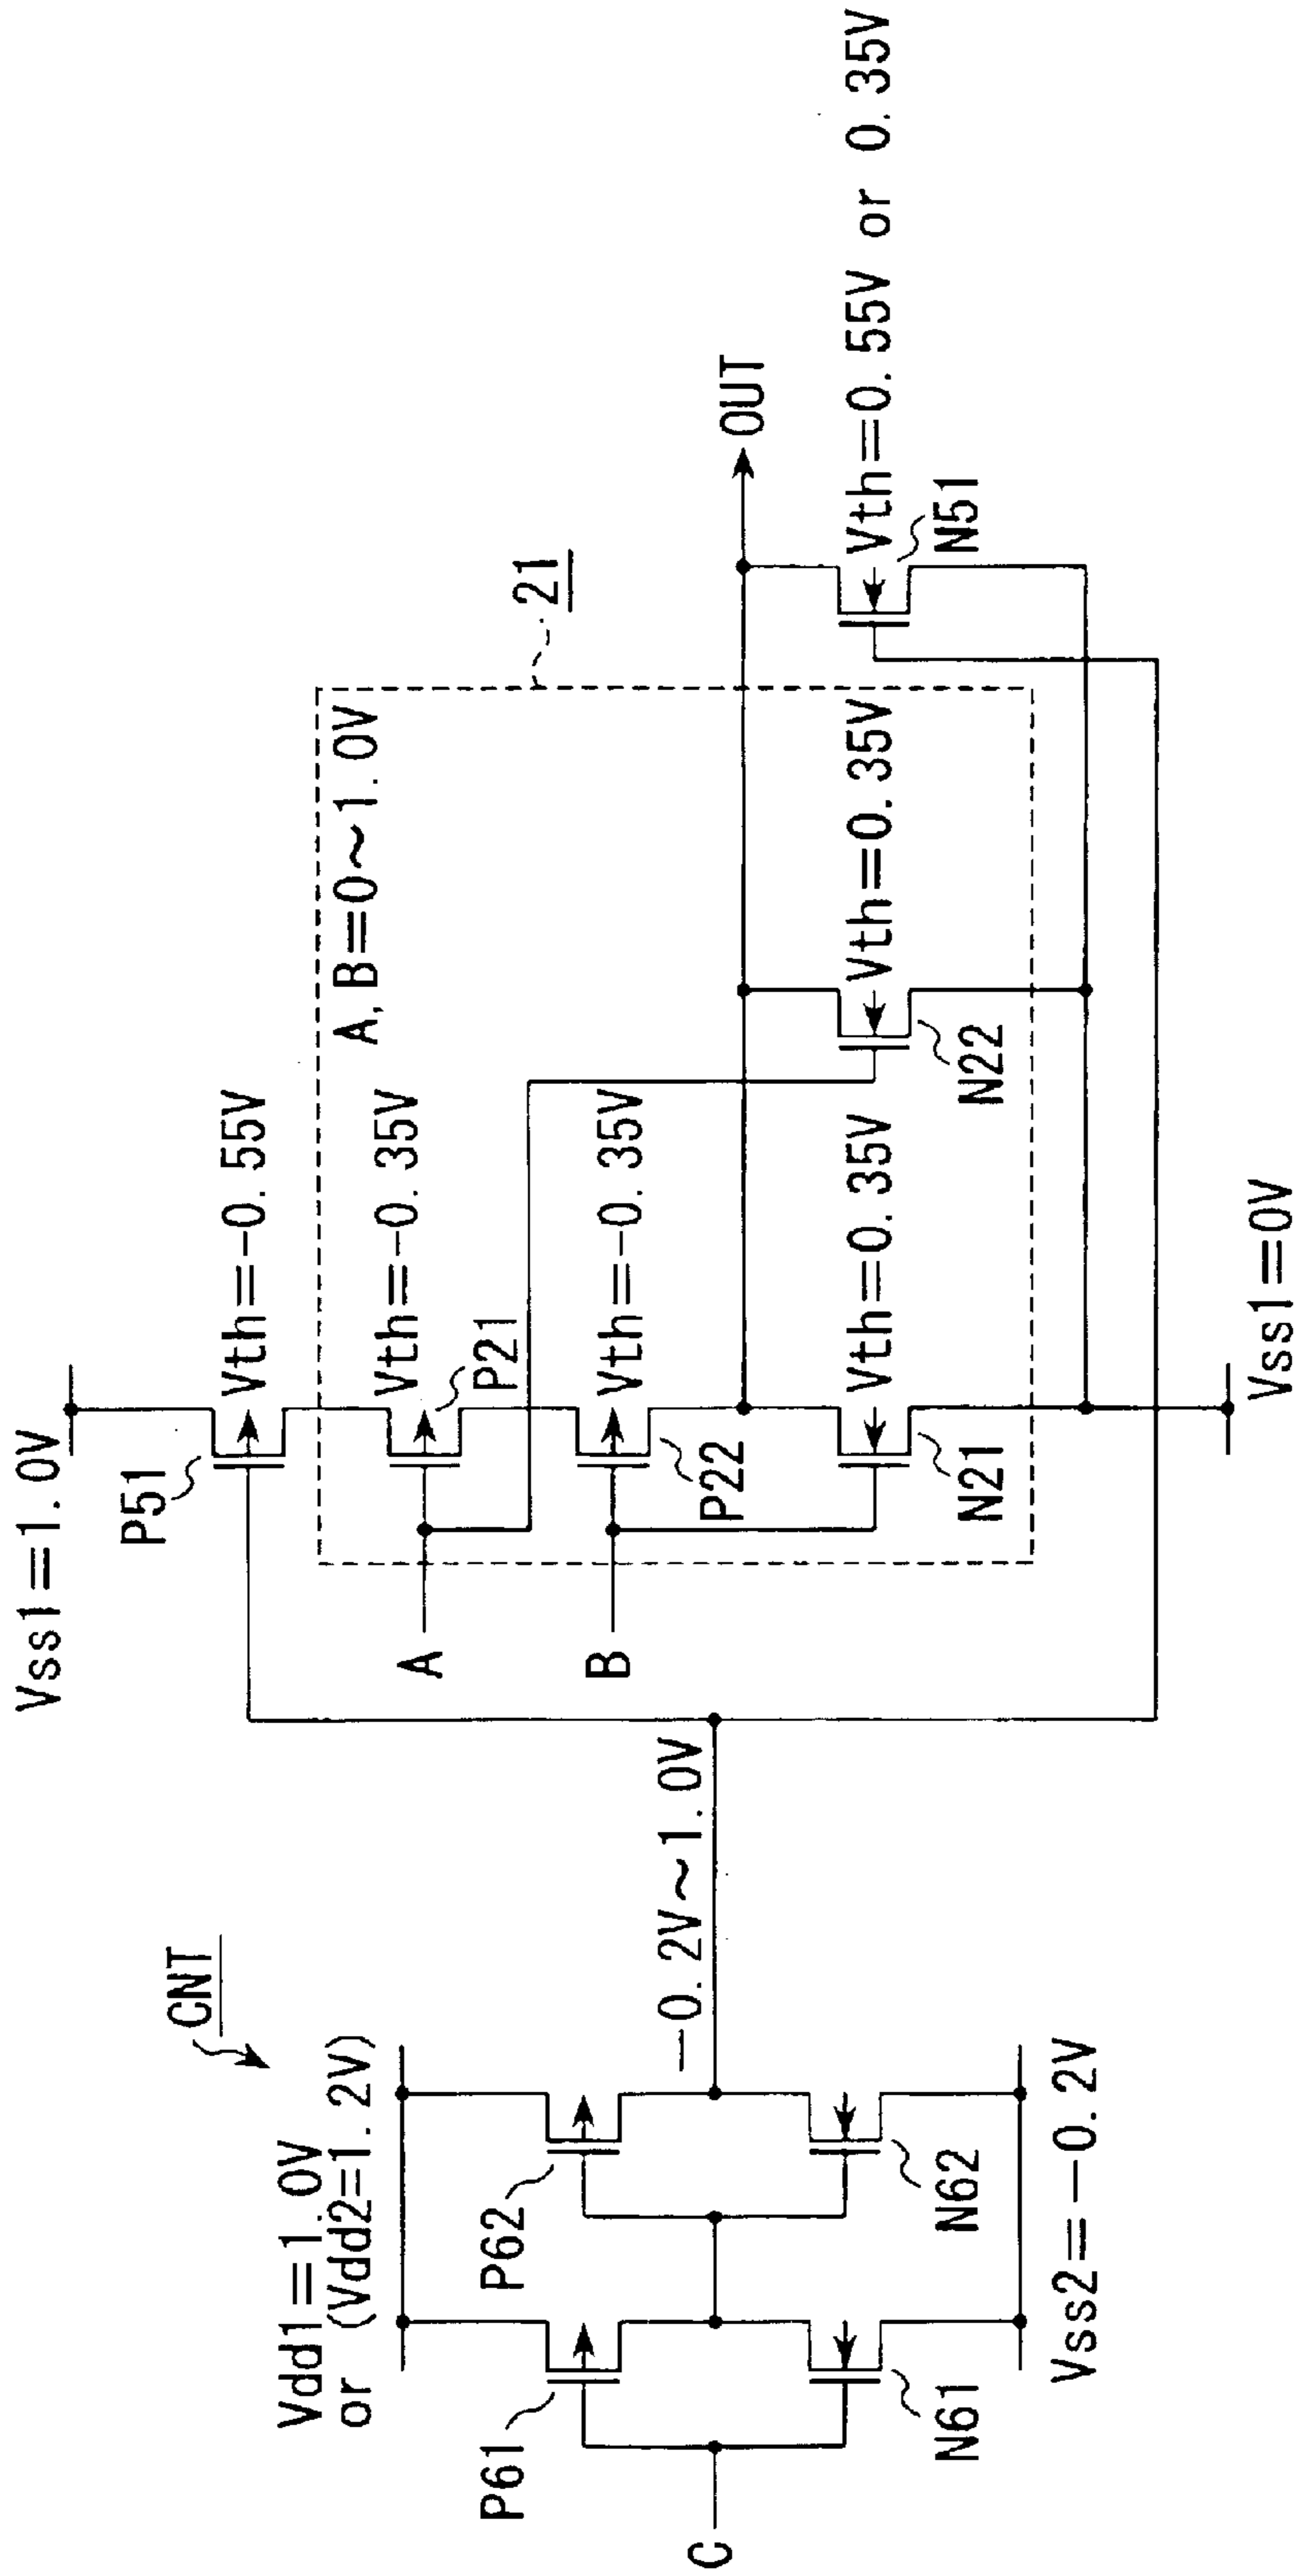 CNT
Vdd1=1.0V
or (Vdd2=1.2V)
P61
P62
C
N61
N62
Vss2=−0.2V
−0.2V~1.0V
Vss1=1.0V
P51
Vth=−0.55V
21
A, B=0~1.0V
A
Vth=−0.35V
P21
B
Vth=−0.35V
P22
OUT
Vth=0.35V
N21
Vth=0.35V
N22
Vth=0.55V or 0.35V
N51
Vss1=0V